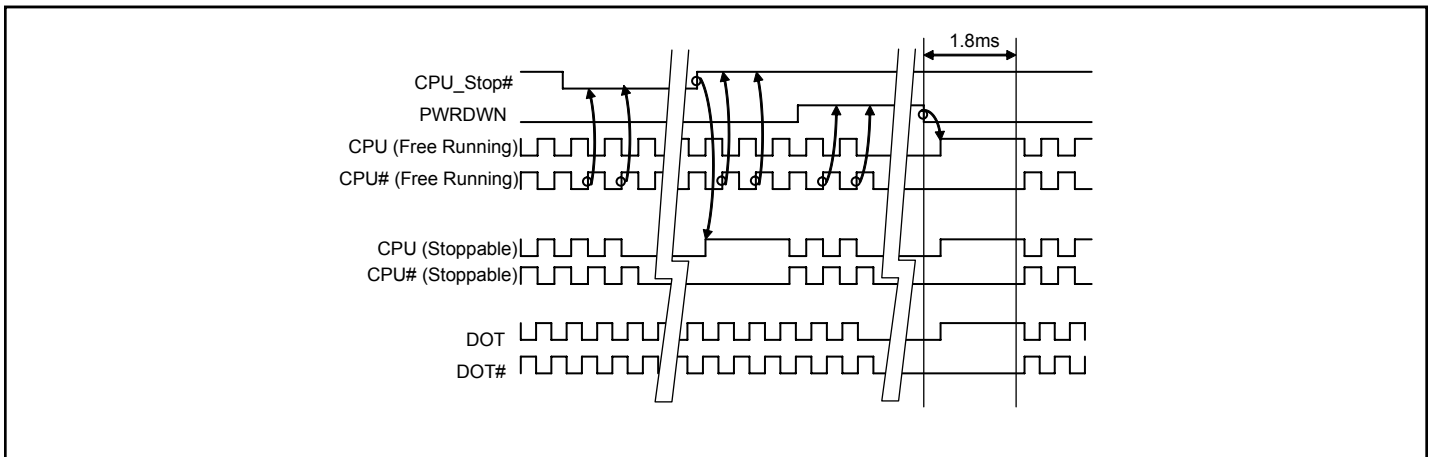 1.8ms
CPU_Stop#
PWRDWN
CPU (Free Running)
CPU# (Free Running)
CPU (Stoppable)
CPU# (Stoppable)
DOT
DOT#